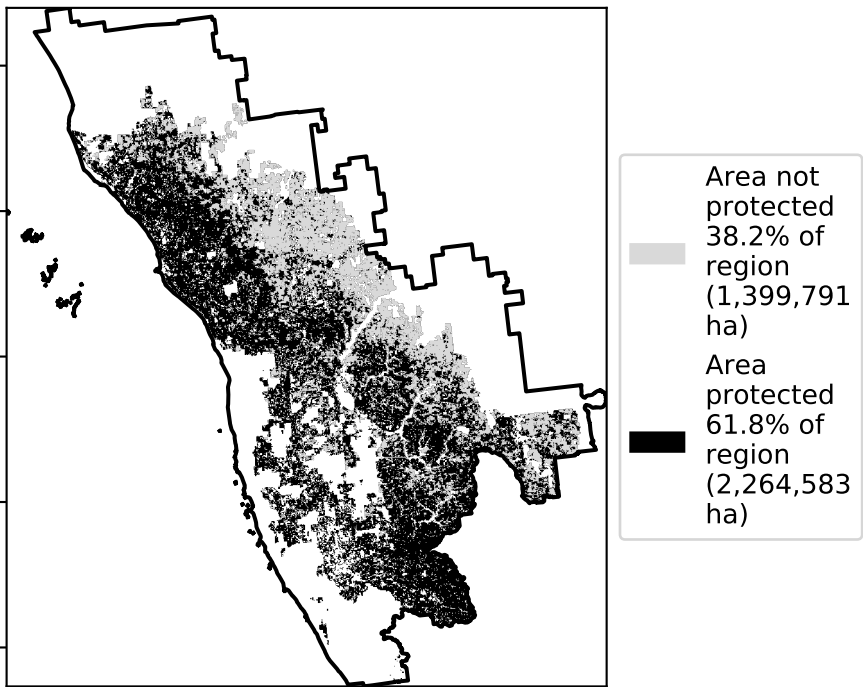 Area not
protected
38.2% of
region
(1,399,791
ha)
Area
protected
61.8% of
region
(2,264,583
ha)